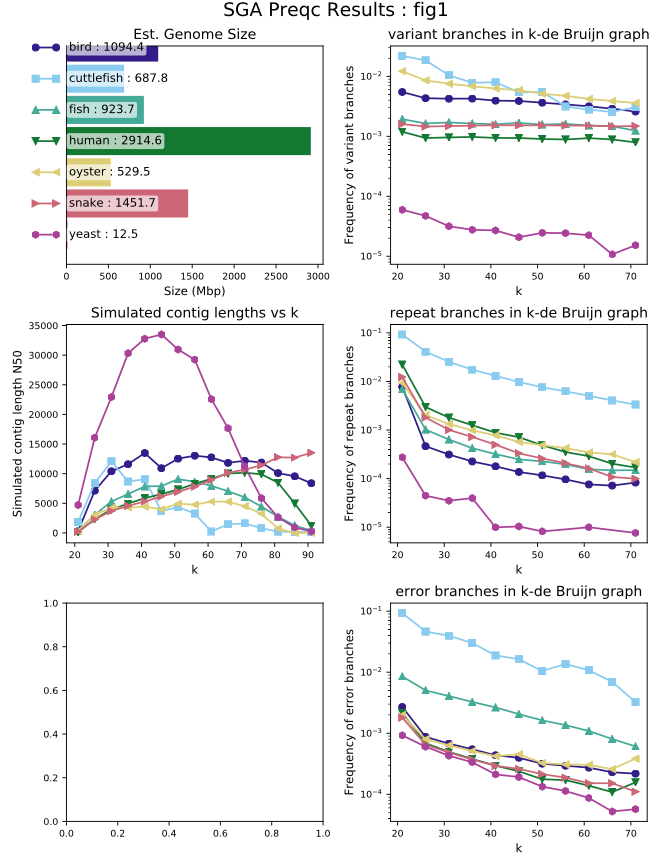 SGA Preqc Results : fig1
Est. Genome Size
bird : 1094.4
cuttlefish : 687.8
fish : 923.7
human : 2914.6
oyster : 529.5
snake : 1451.7
yeast : 12.5
0 500 1000 1500 2000 2500 3000
Size (Mbp)
variant branches in k-de Bruijn graph
Frequency of variant branches
10⁻²
10⁻³
10⁻⁴
10⁻⁵
20 30 40 50 60 70
k
Simulated contig lengths vs k
Simulated contig length N50
35000
30000
25000
20000
15000
10000
5000
0
20 30 40 50 60 70 80 90
k
repeat branches in k-de Bruijn graph
Frequency of repeat branches
10⁻¹
10⁻²
10⁻³
10⁻⁴
10⁻⁵
20 30 40 50 60 70
k
1.0
0.8
0.6
0.4
0.2
0.0
0.0 0.2 0.4 0.6 0.8 1.0
error branches in k-de Bruijn graph
Frequency of error branches
10⁻¹
10⁻²
10⁻³
10⁻⁴
20 30 40 50 60 70
k